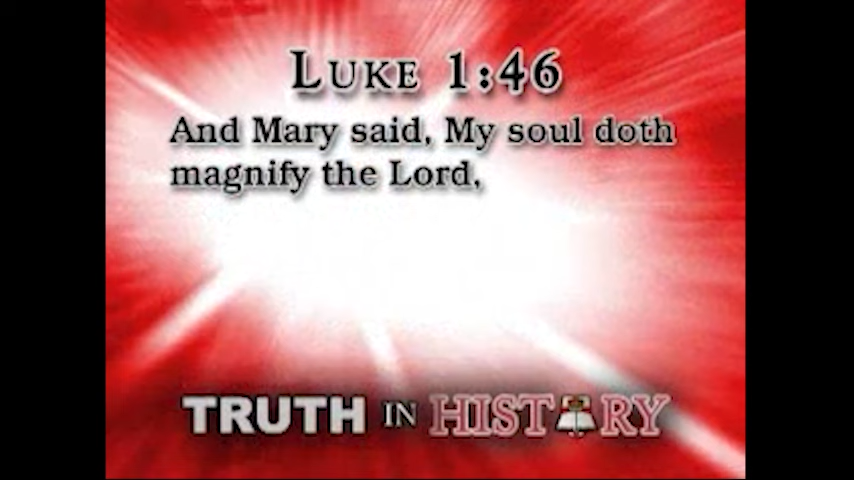 LUKE 1:46
And Mary said, My soul doth
magnify the Lord,
TRUTH IN HISTORY